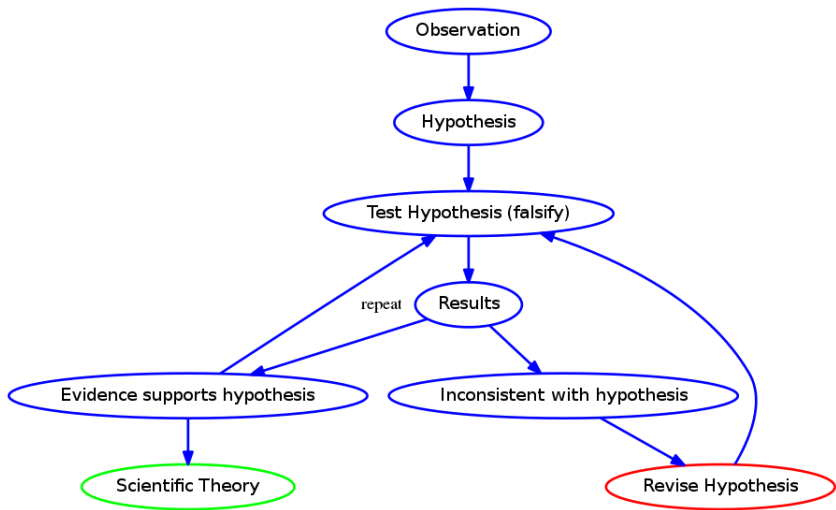 Observation
Hypothesis
Test Hypothesis (falsify)
repeat
Results
Evidence supports hypothesis
Inconsistent with hypothesis
Scientific Theory
Revise Hypothesis